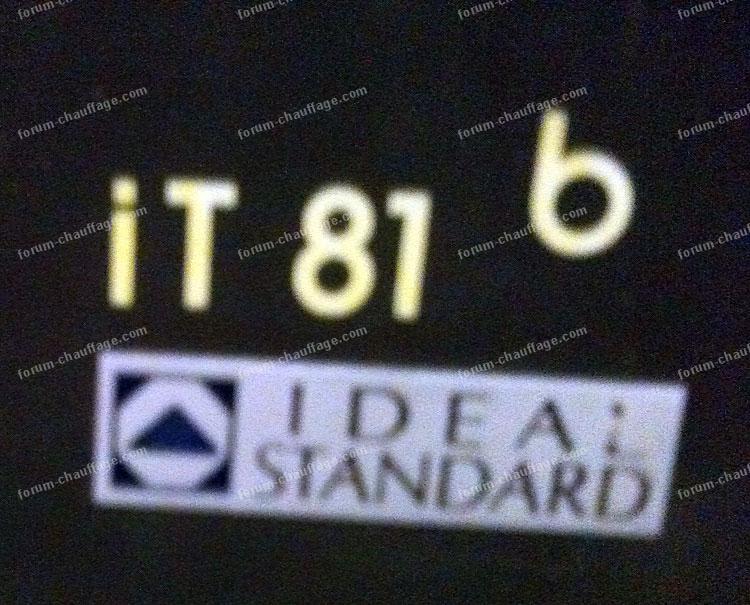 iT 81 b
IDEAL
STANDARD
forum-chauffage.com